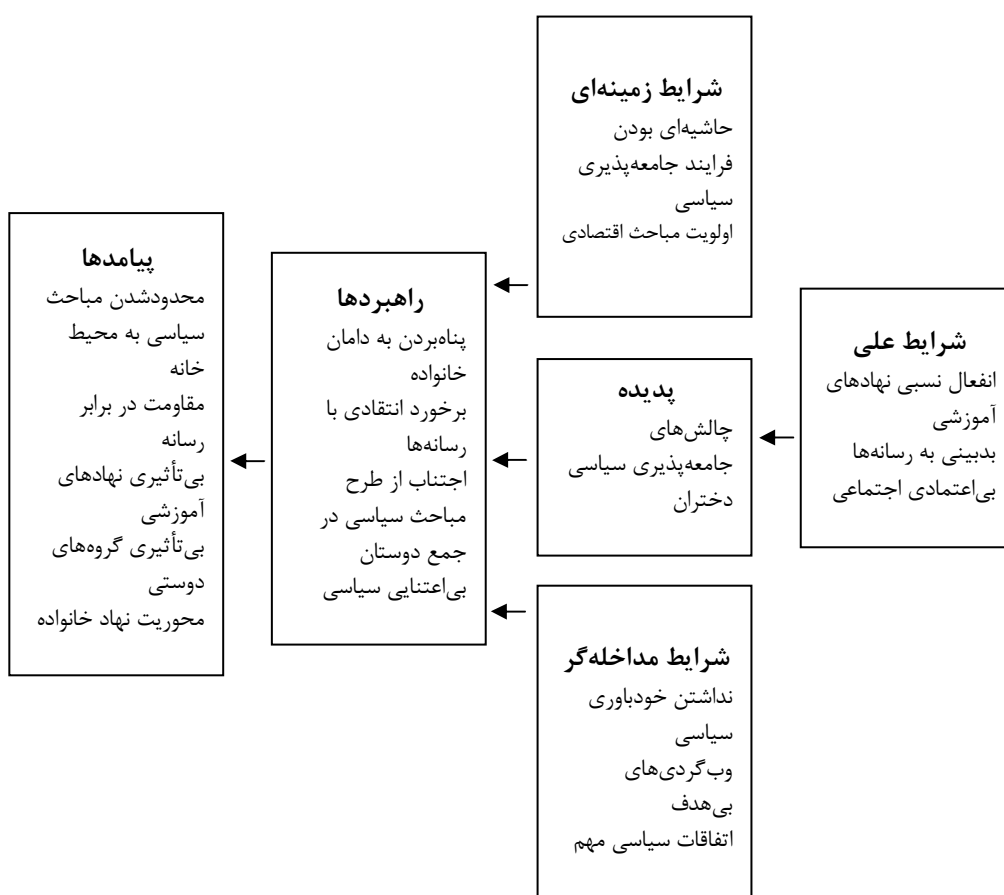 شرایط زمینه‌ای
حاشیه‌ای بودن
فرایند جامعه‌پذیری
سیاسی
اولویت مباحث اقتصادی
شرایط علی
انفعال نسبی نهادهای
آموزشی
بدبینی به رسانه‌ها
بی‌اعتمادی اجتماعی
پدیده
چالش‌های
جامعه‌پذیری سیاسی
دختران
شرایط مداخله‌گر
نداشتن خودباوری
سیاسی
وب‌گردی‌های
بی‌هدف
اتفاقات سیاسی مهم
راهبردها
پناه‌بردن به دامان
خانواده
برخورد انتقادی با
رسانه‌ها
اجتناب از طرح
مباحث سیاسی در
جمع دوستان
بی‌اعتنایی سیاسی
پیامدها
محدودشدن مباحث
سیاسی به محیط
خانه
مقاومت در برابر
رسانه
بی‌تأثیری نهادهای
آموزشی
بی‌تأثیری گروه‌های
دوستی
محوریت نهاد خانواده